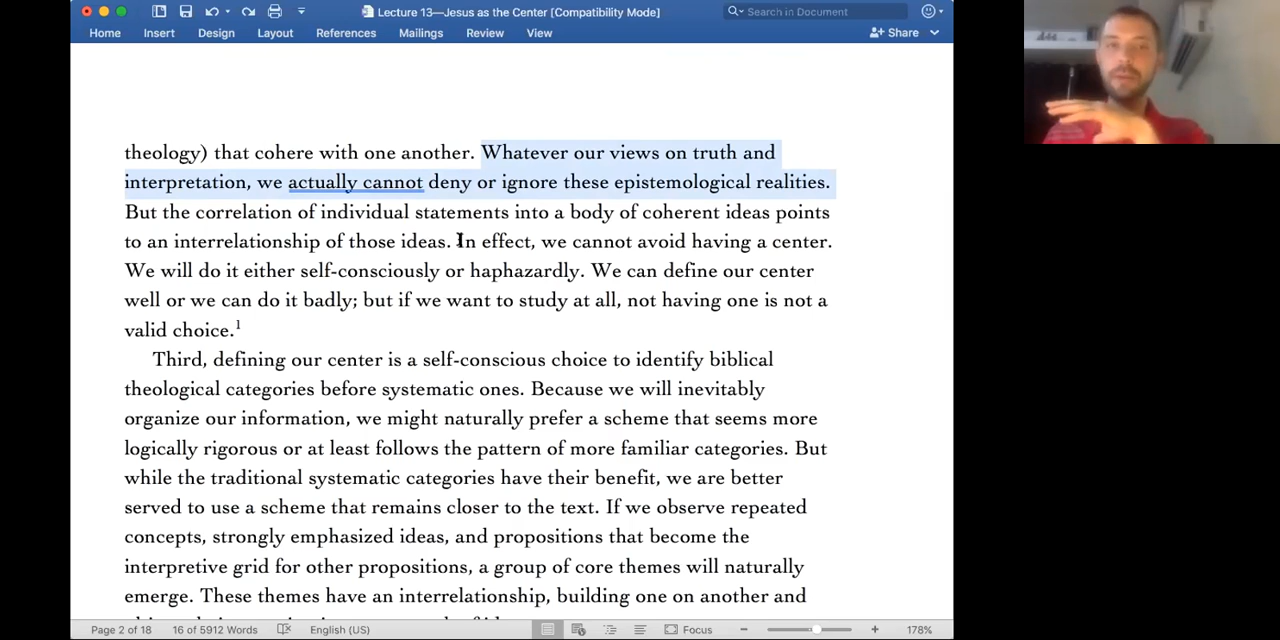 Lecture 13—Jesus as the Center [Compatibility Mode]
Search in Document
Home Insert Design Layout References Mailings Review View
Share
theology) that cohere with one another. Whatever our views on truth and
interpretation, we actually cannot deny or ignore these epistemological realities.
But the correlation of individual statements into a body of coherent ideas points
to an interrelationship of those ideas. In effect, we cannot avoid having a center.
We will do it either self-consciously or haphazardly. We can define our center
well or we can do it badly; but if we want to study at all, not having one is not a
valid choice.1
Third, defining our center is a self-conscious choice to identify biblical
theological categories before systematic ones. Because we will inevitably
organize our information, we might naturally prefer a scheme that seems more
logically rigorous or at least follows the pattern of more familiar categories. But
while the traditional systematic categories have their benefit, we are better
served to use a scheme that remains closer to the text. If we observe repeated
concepts, strongly emphasized ideas, and propositions that become the
interpretive grid for other propositions, a group of core themes will naturally
emerge. These themes have an interrelationship, building one on another and
Page 2 of 18 16 of 5912 Words English (US) Focus 178%